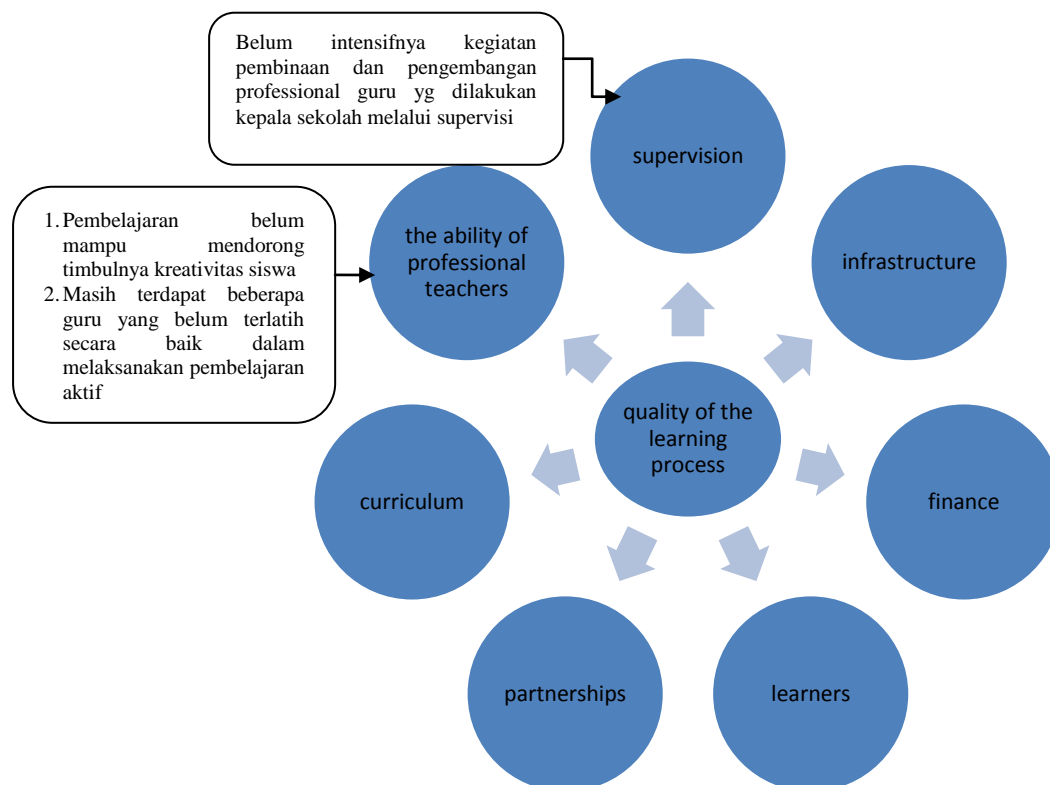 Belum intensifnya kegiatan
pembinaan dan pengembangan
professional guru yg dilakukan
kepala sekolah melalui supervisi
supervision
1. Pembelajaran belum
mampu mendorong
timbulnya kreativitas siswa
2. Masih terdapat beberapa
guru yang belum terlatih
secara baik dalam
melaksanakan pembelajaran
aktif
the ability of
professional
teachers
infrastructure
quality of the
learning
process
curriculum
finance
partnerships
learners